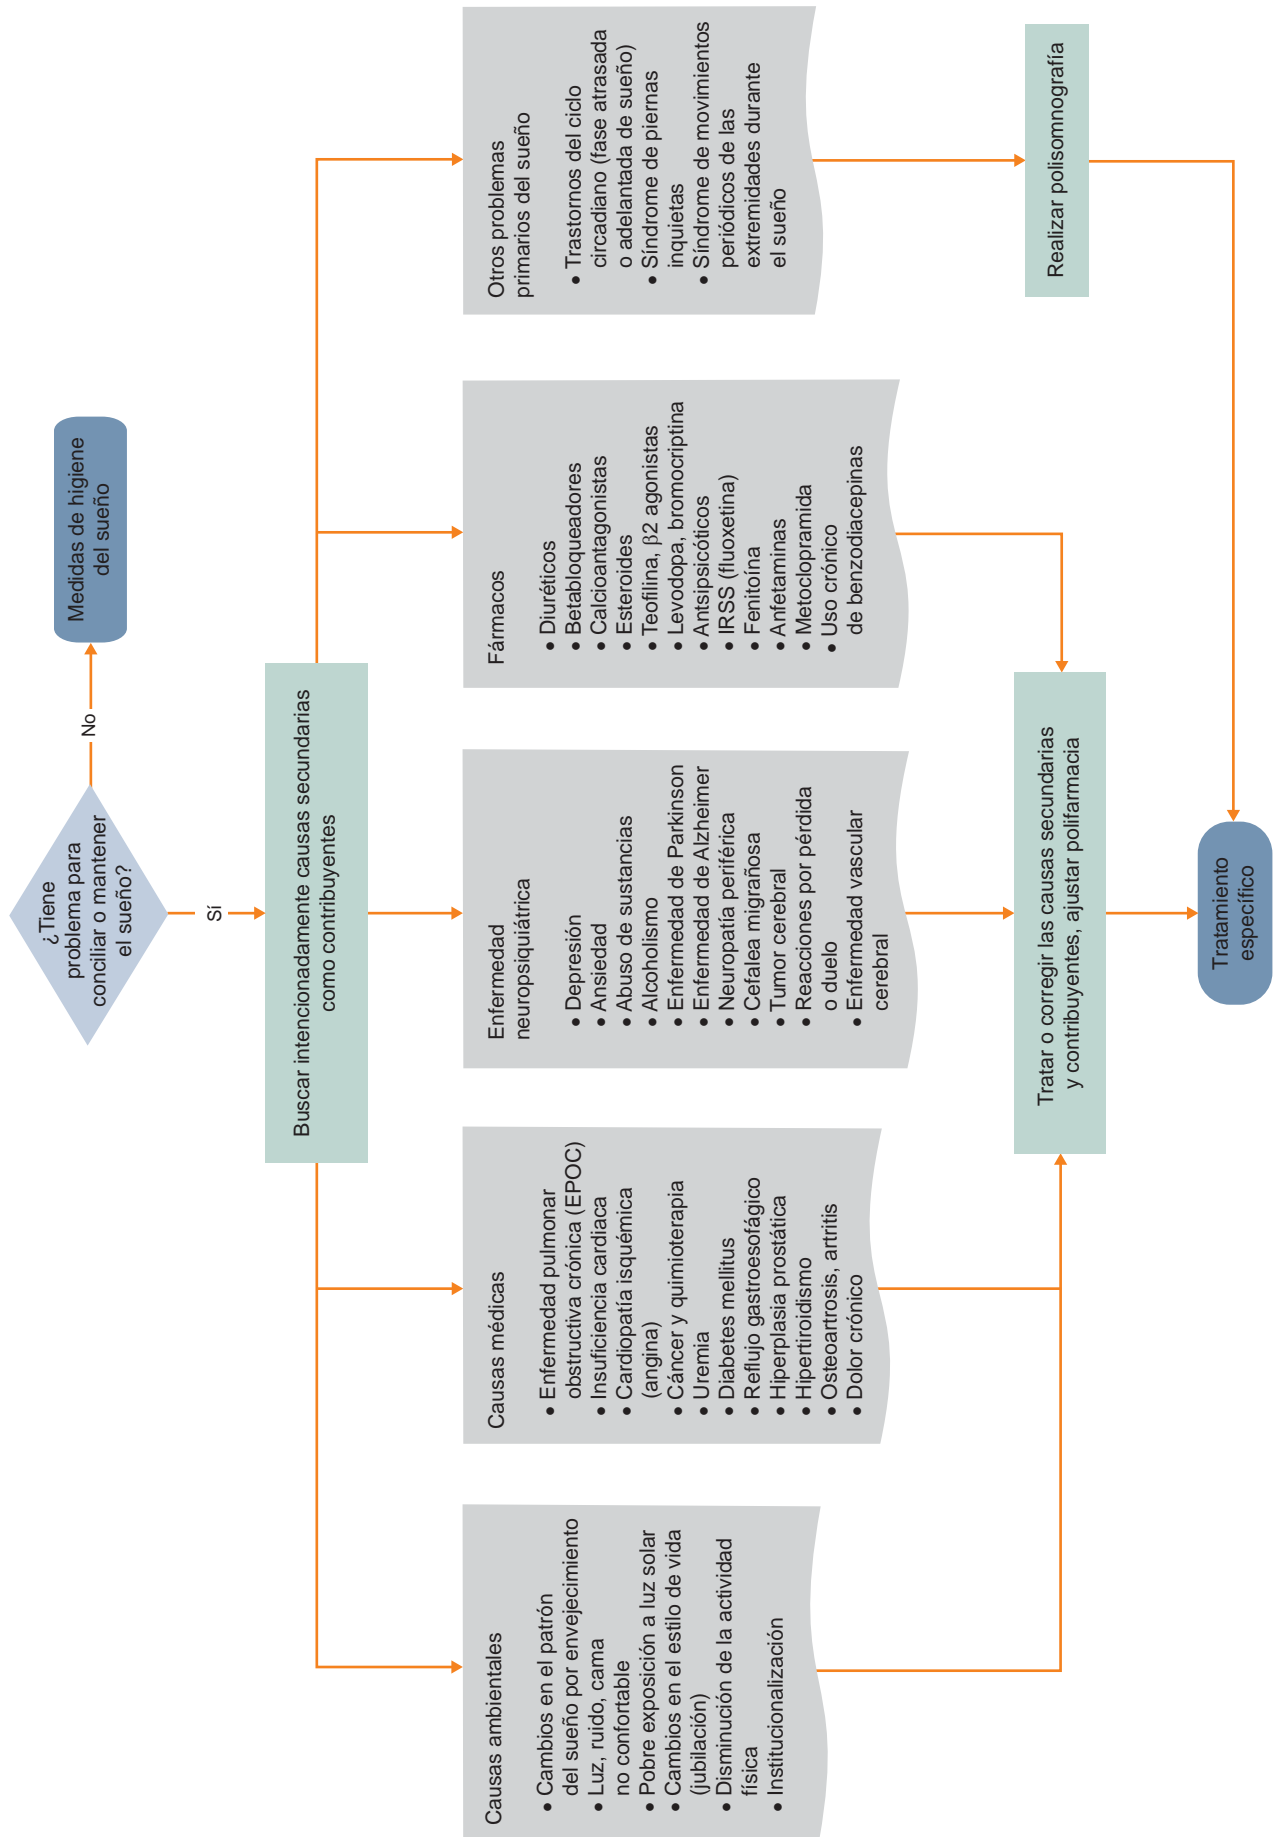 ¿Tiene
problema para
conciliar o mantener
el sueño?
No
Medidas de higiene
del sueño
Sí
Buscar intencionadamente causas secundarias
como contribuyentes
Causas ambientales
• Cambios en el patrón
del sueño por envejecimiento
• Luz, ruido, cama
no confortable
• Pobre exposición a luz solar
• Cambios en el estilo de vida
(jubilación)
• Disminución de la actividad
física
• Institucionalización
Causas médicas
• Enfermedad pulmonar
obstructiva crónica (EPOC)
• Insuficiencia cardiaca
• Cardiopatía isquémica
(angina)
• Cáncer y quimioterapia
• Uremia
• Diabetes mellitus
• Reflujo gastroesofágico
• Hiperplasia prostática
• Hipertiroidismo
• Osteoartrosis, artritis
• Dolor crónico
Enfermedad
neuropsiquiátrica
• Depresión
• Ansiedad
• Abuso de sustancias
• Alcoholismo
• Enfermedad de Parkinson
• Enfermedad de Alzheimer
• Neuropatía periférica
• Cefalea migrañosa
• Tumor cerebral
• Reacciones por pérdida
o duelo
• Enfermedad vascular
cerebral
Fármacos
• Diuréticos
• Betabloqueadores
• Calcioantagonistas
• Esteroides
• Teofilina, β2 agonistas
• Levodopa, bromocriptina
• Antsipsicóticos
• IRSS (fluoxetina)
• Fenitoína
• Anfetaminas
• Metoclopramida
• Uso crónico
de benzodiacepinas
Otros problemas
primarios del sueño
• Trastornos del ciclo
circadiano (fase atrasada
o adelantada de sueño)
• Síndrome de piernas
inquietas
• Síndrome de movimientos
periódicos de las
extremidades durante
el sueño
Tratar o corregir las causas secundarias
y contribuyentes, ajustar polifarmacia
Realizar polisomnografía
Tratamiento
específico